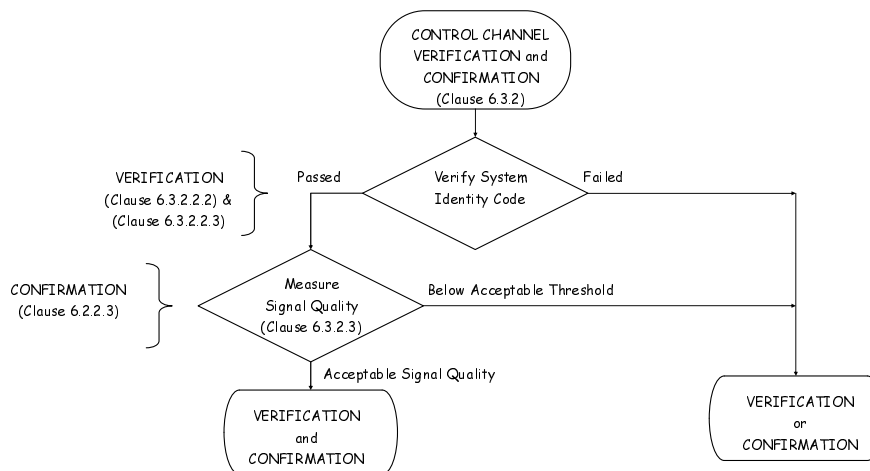 CONTROL CHANNEL
VERIFICATION and
CONFIRMATION
(Clause 6.3.2)
VERIFICATION
(Clause 6.3.2.2.2) &
(Clause 6.3.2.2.3)
Passed
Verify System
Identity Code
Failed
CONFIRMATION
(Clause 6.2.2.3)
Measure
Signal Quality
(Clause 6.3.2.3)
Below Acceptable Threshold
Acceptable Signal Quality
VERIFICATION
and
CONFIRMATION
VERIFICATION
or
CONFIRMATION